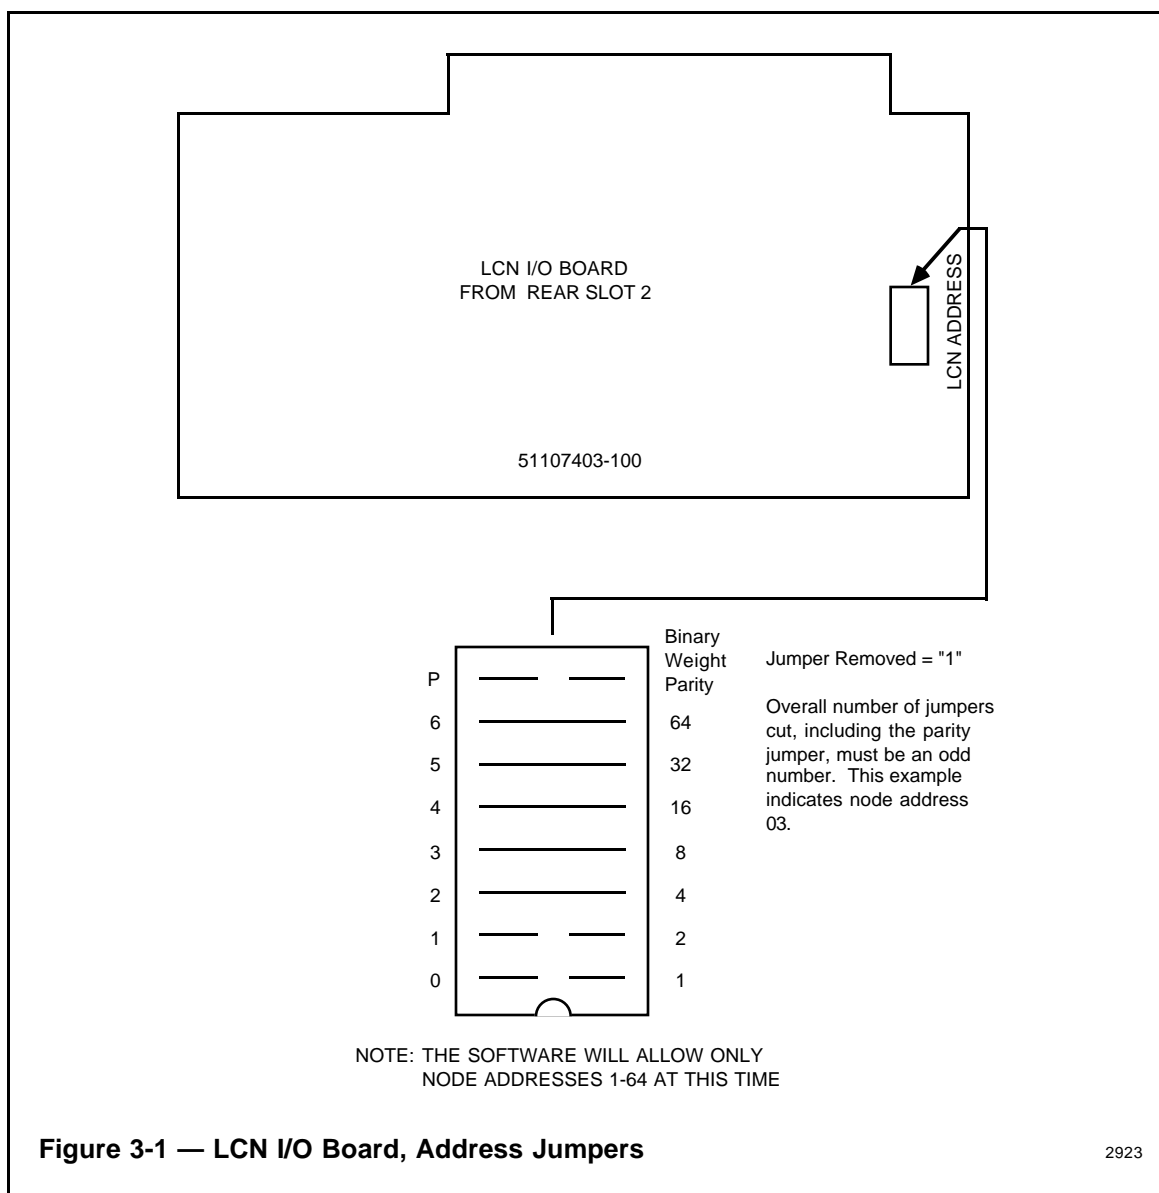 LCN I/O BOARD
FROM REAR SLOT 2
LCN ADDRESS
51107403-100
Binary
Weight
Parity
P
6 64
5 32
4 16
3 8
2 4
1 2
0 1
Jumper Removed = "1"
Overall number of jumpers
cut, including the parity
jumper, must be an odd
number. This example
indicates node address
03.
NOTE: THE SOFTWARE WILL ALLOW ONLY
NODE ADDRESSES 1-64 AT THIS TIME
Figure 3-1 — LCN I/O Board, Address Jumpers
2923